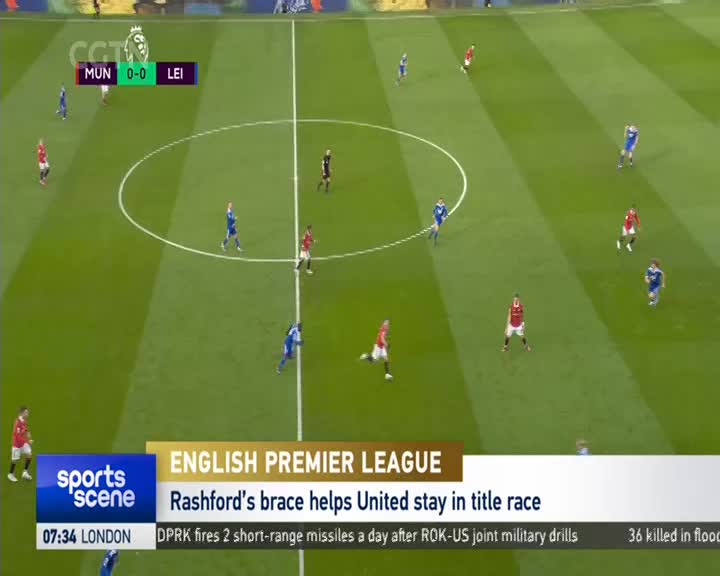 CGTN
MUN 0-0 LEI
ENGLISH PREMIER LEAGUE
sports scene
Rashford's brace helps United stay in title race
07:34 LONDON
DPRK fires 2 short-range missiles a day after ROK-US joint military drills 36 killed in floo